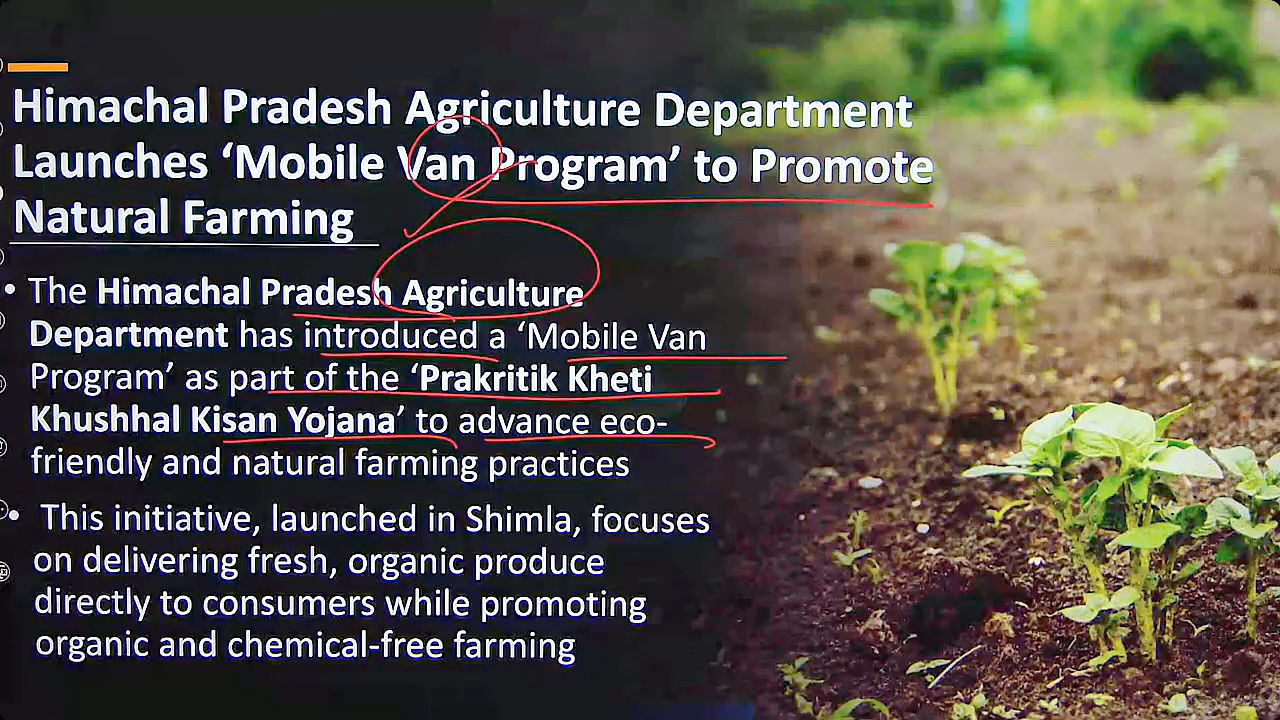 Himachal Pradesh Agriculture Department
Launches ‘Mobile Van Program’ to Promote
Natural Farming
• The Himachal Pradesh Agriculture
Department has introduced a ‘Mobile Van
Program’ as part of the ‘Prakritik Kheti
Khushhal Kisan Yojana’ to advance eco-
friendly and natural farming practices
• This initiative, launched in Shimla, focuses
on delivering fresh, organic produce
directly to consumers while promoting
organic and chemical-free farming